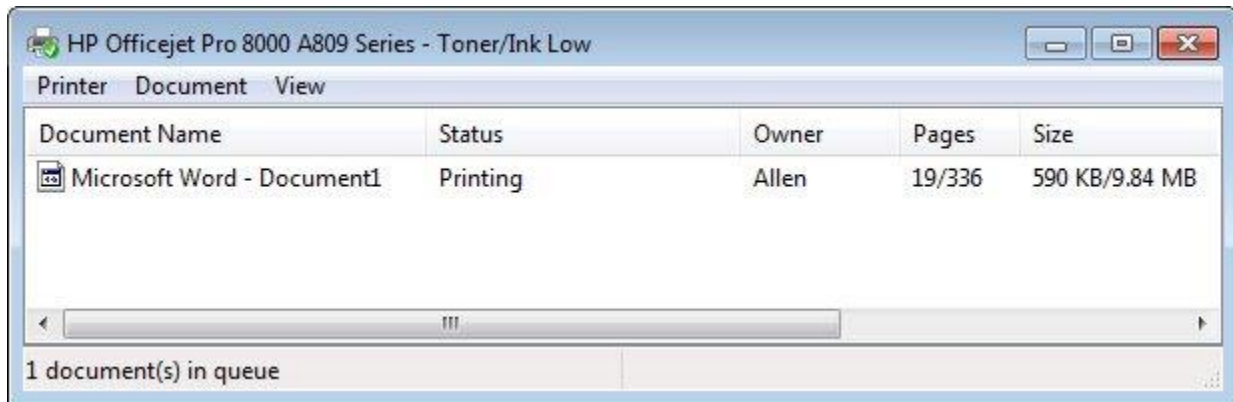 HP Officejet Pro 8000 A809 Series - Toner/Ink Low
Printer Document View
Document Name Status Owner Pages Size
Microsoft Word - Document1 Printing Allen 19/336 590 KB/9.84 MB
1 document(s) in queue